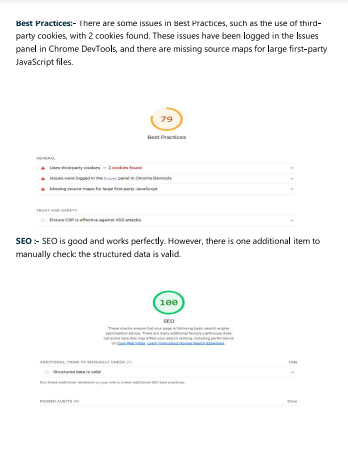 Best Practices:- There are some issues in Best Practices, such as the use of third-
party cookies, with 2 cookies found. These issues have been logged in the Issues
panel in Chrome DevTools, and there are missing source maps for large first-party
JavaScript files.
79
Best Practices
GENERAL
Uses third-party cookies — 2 cookies found
Issues were logged in the Issues panel in Chrome Devtools
Missing source maps for large first-party JavaScript
TRUST AND SAFETY
Ensure CSP is effective against XSS attacks
SEO :- SEO is good and works perfectly. However, there is one additional item to
manually check: the structured data is valid.
100
SEO
These checks ensure that your page is following basic search engine
optimization advice. There are many additional factors Lighthouse does
not score here that may affect your search ranking, including performance
on Core Web Vitals. Learn more about Google Search Essentials.
ADDITIONAL ITEMS TO MANUALLY CHECK (1) Hide
Structured data is valid
Run these additional validators on your site to check additional SEO best practices.
PASSED AUDITS Show